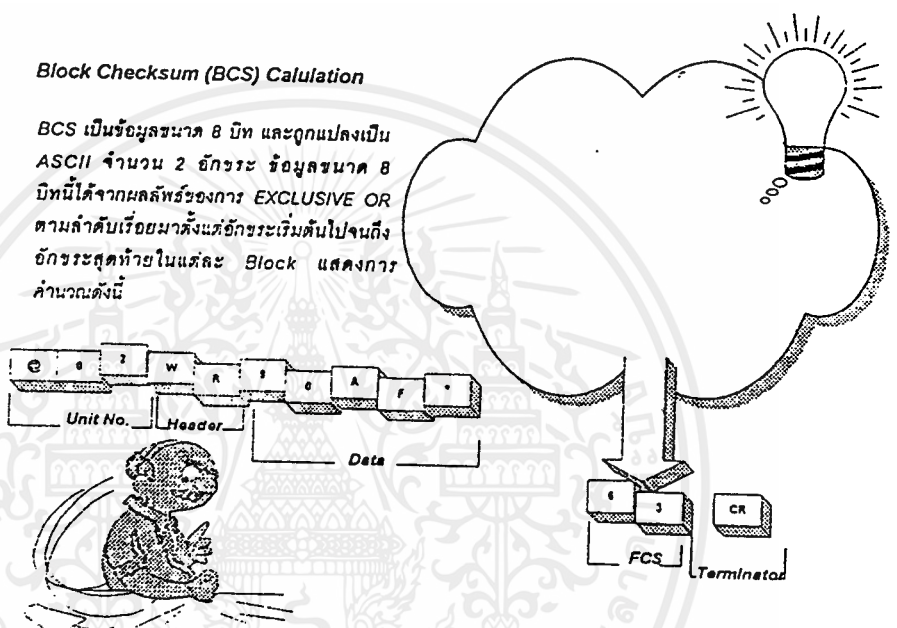 Block Checksum (BCS) Calulation
BCS เป็นข้อมูลขนาด 8 บิท และถูกแปลงเป็น
ASCII จำนวน 2 อักขระ ข้อมูลขนาด 8
บิทนี้ได้จากผลลัพธ์ของการ EXCLUSIVE OR
ตามลำดับเรื่อยมาตั้งแต่อักขระเริ่มต้นไปจนถึง
อักขระสุดท้ายในแต่ละ Block แสดงการ
คำนวณดังนี้
@ 0 2 W R A F *
Unit No. Header
Data
6 3 CR
FCS Terminator